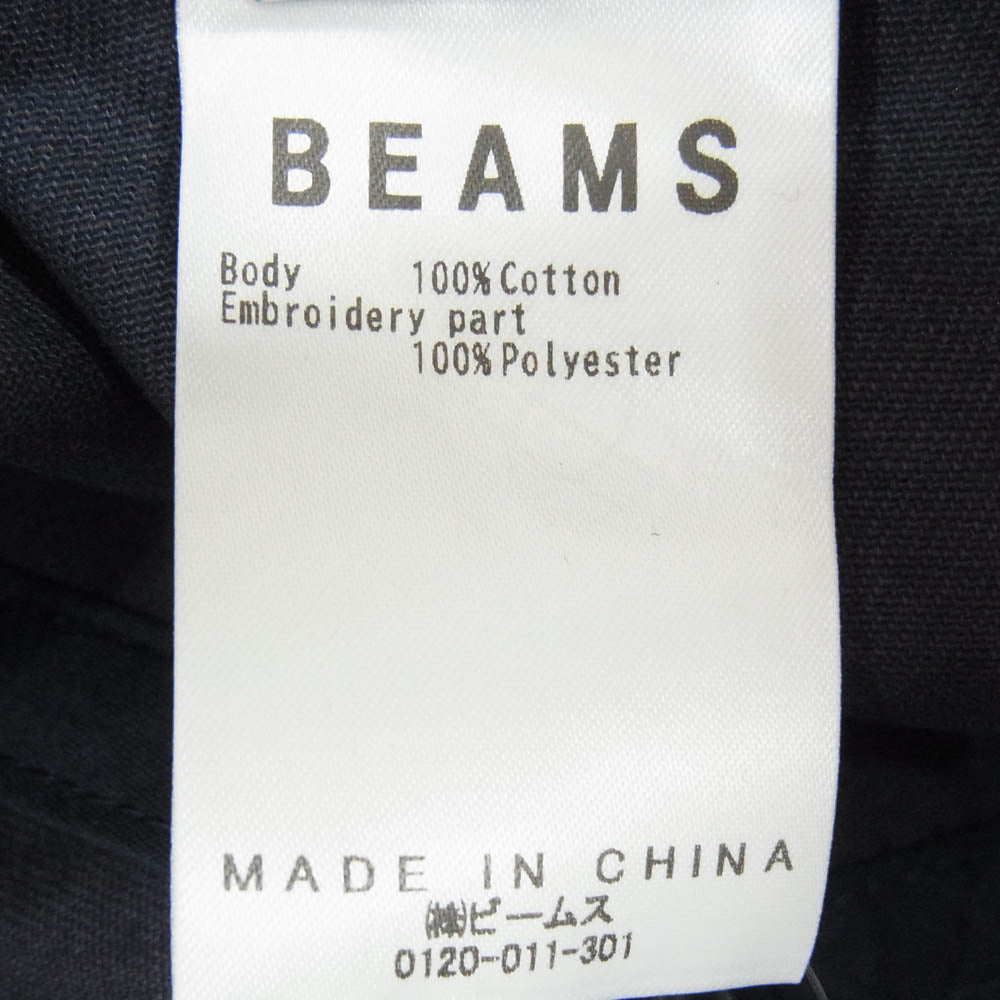 BEAMS
Body 100%Cotton
Embroidery part
100%Polyester
MADE IN CHINA
㈱ビームス
0120-011-301